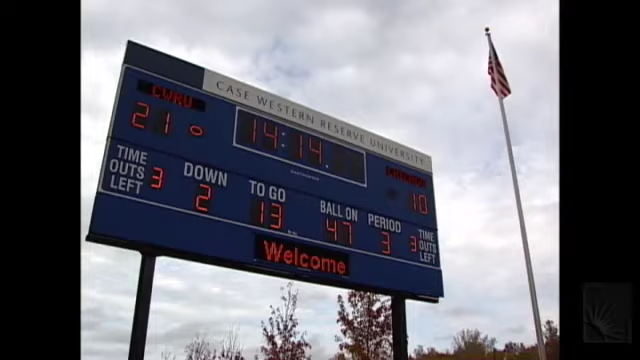 CASE WESTERN RESERVE UNIVERSITY
CWRU
21
14:14
10
TIME OUTS LEFT 3
DOWN 2
TO GO 13
BALL ON 47
PERIOD 3
3 TIME OUTS LEFT
Welcome